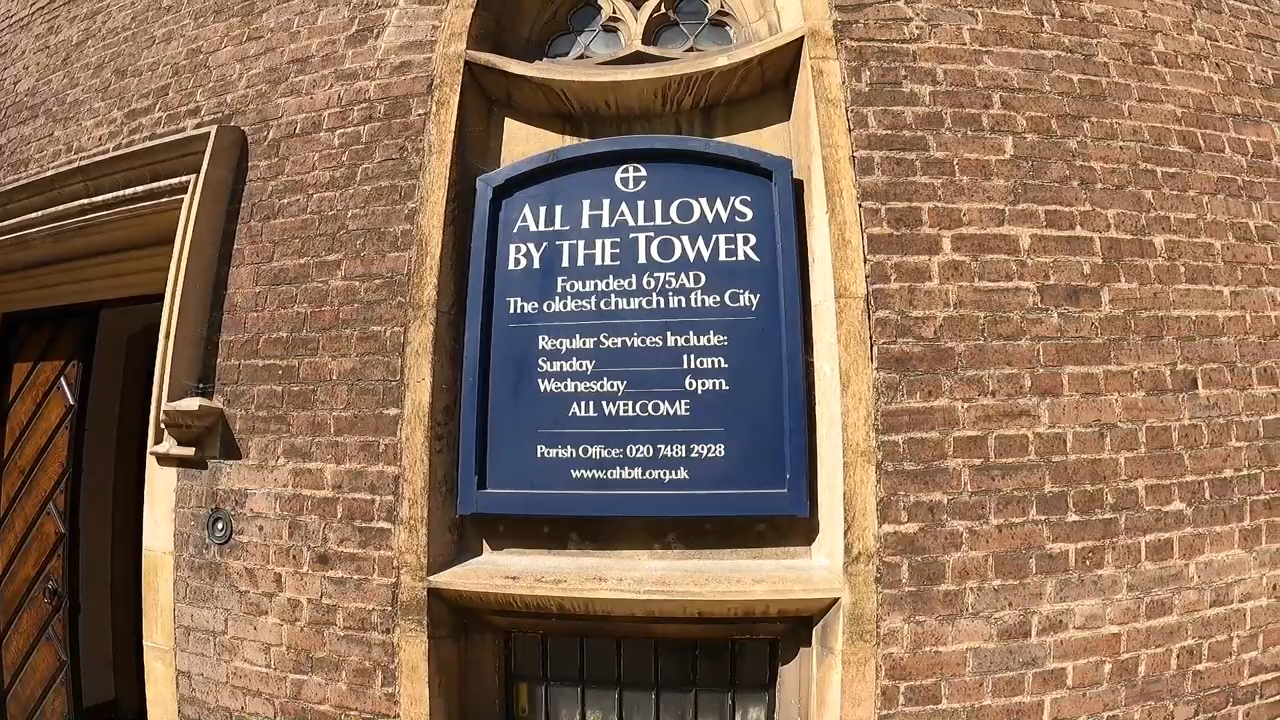 ALL HALLOWS
BY THE TOWER
Founded 675AD
The oldest church in the City
Regular Services Include:
Sunday 11am.
Wednesday 6pm.
ALL WELCOME
Parish Office: 020 7481 2928
www.ahbtt.org.uk